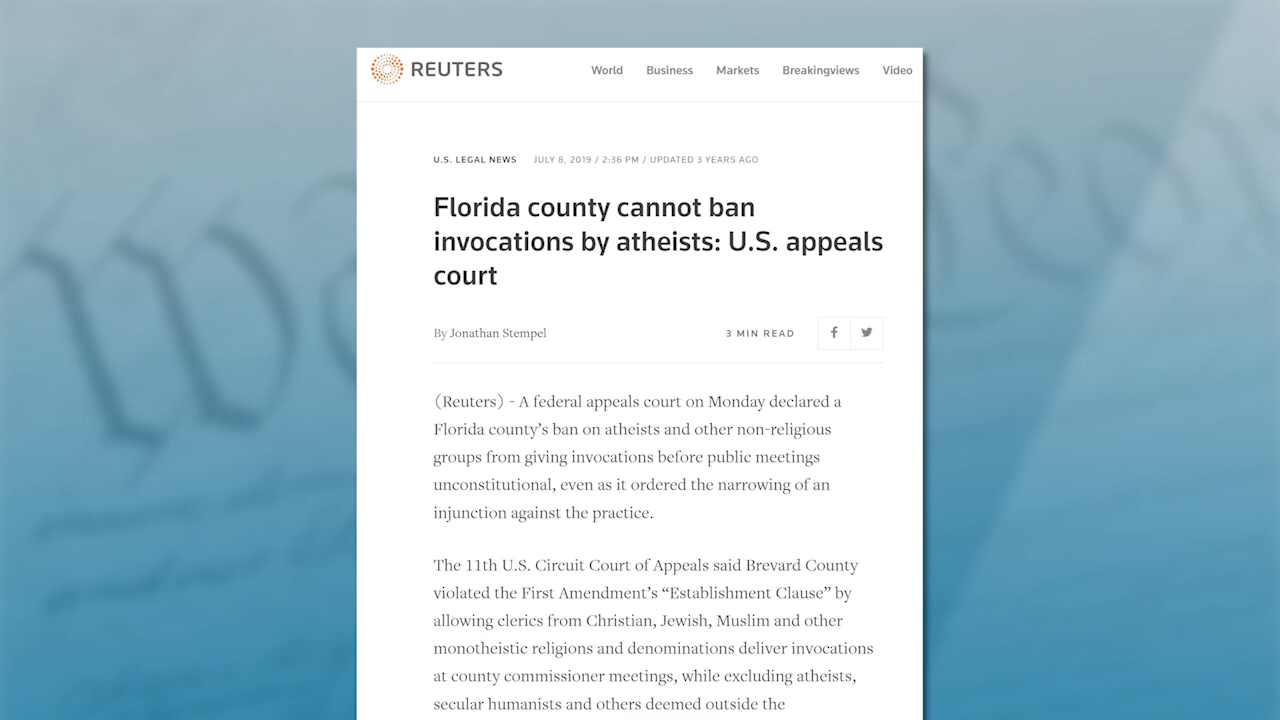 REUTERS World Business Markets Breakingviews Video
U.S. LEGAL NEWS JULY 8, 2019 / 2:36 PM / UPDATED 3 YEARS AGO
Florida county cannot ban
invocations by atheists: U.S. appeals
court
By Jonathan Stempel 3 MIN READ
(Reuters) - A federal appeals court on Monday declared a
Florida county’s ban on atheists and other non-religious
groups from giving invocations before public meetings
unconstitutional, even as it ordered the narrowing of an
injunction against the practice.
The 11th U.S. Circuit Court of Appeals said Brevard County
violated the First Amendment’s “Establishment Clause” by
allowing clerics from Christian, Jewish, Muslim and other
monotheistic religions and denominations deliver invocations
at county commissioner meetings, while excluding atheists,
secular humanists and others deemed outside the